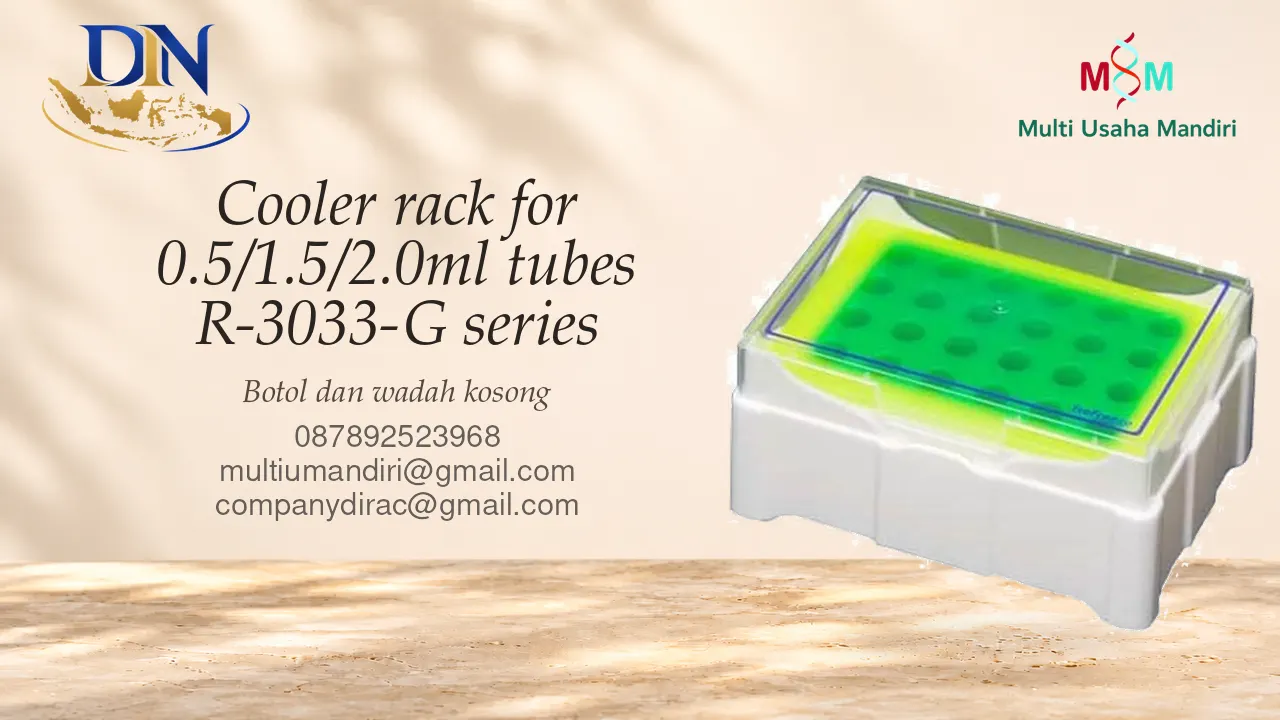 DIN
M M
Multi Usaha Mandiri
Cooler rack for
0.5/1.5/2.0ml tubes
R-3033-G series
Botol dan wadah kosong
087892523968
multiumandiri@gmail.com
companydirac@gmail.com